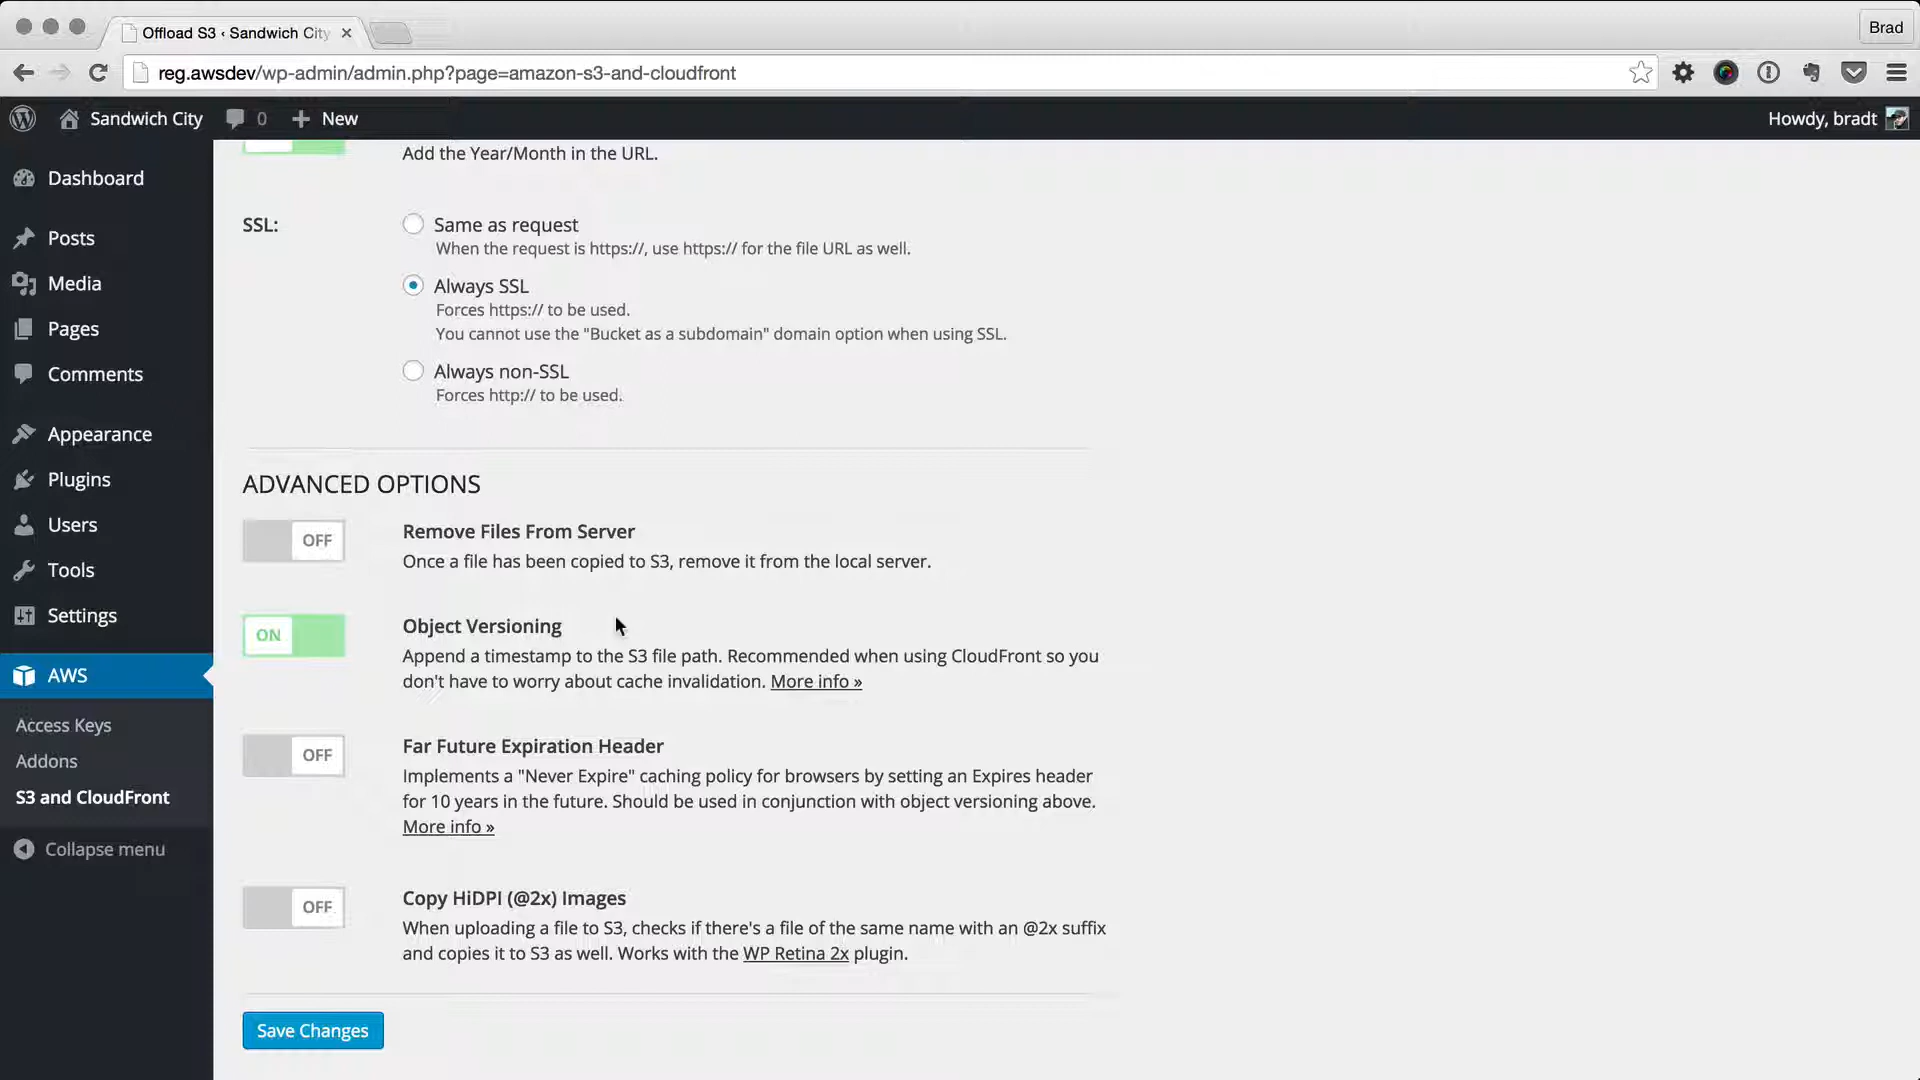 Offload S3 ‹ Sandwich City
Brad
reg.awsdev/wp-admin/admin.php?page=amazon-s3-and-cloudfront
Sandwich City
0
New
Howdy, bradt
Dashboard
Posts
Media
Pages
Comments
Appearance
Plugins
Users
Tools
Settings
AWS
Access Keys
Addons
S3 and CloudFront
Collapse menu
Add the Year/Month in the URL.
SSL:
Same as request
When the request is https://, use https:// for the file URL as well.
Always SSL
Forces https:// to be used.
You cannot use the "Bucket as a subdomain" domain option when using SSL.
Always non-SSL
Forces http:// to be used.
ADVANCED OPTIONS
OFF
Remove Files From Server
Once a file has been copied to S3, remove it from the local server.
ON
Object Versioning
Append a timestamp to the S3 file path. Recommended when using CloudFront so you
don't have to worry about cache invalidation. More info »
OFF
Far Future Expiration Header
Implements a "Never Expire" caching policy for browsers by setting an Expires header
for 10 years in the future. Should be used in conjunction with object versioning above.
More info »
OFF
Copy HiDPI (@2x) Images
When uploading a file to S3, checks if there's a file of the same name with an @2x suffix
and copies it to S3 as well. Works with the WP Retina 2x plugin.
Save Changes